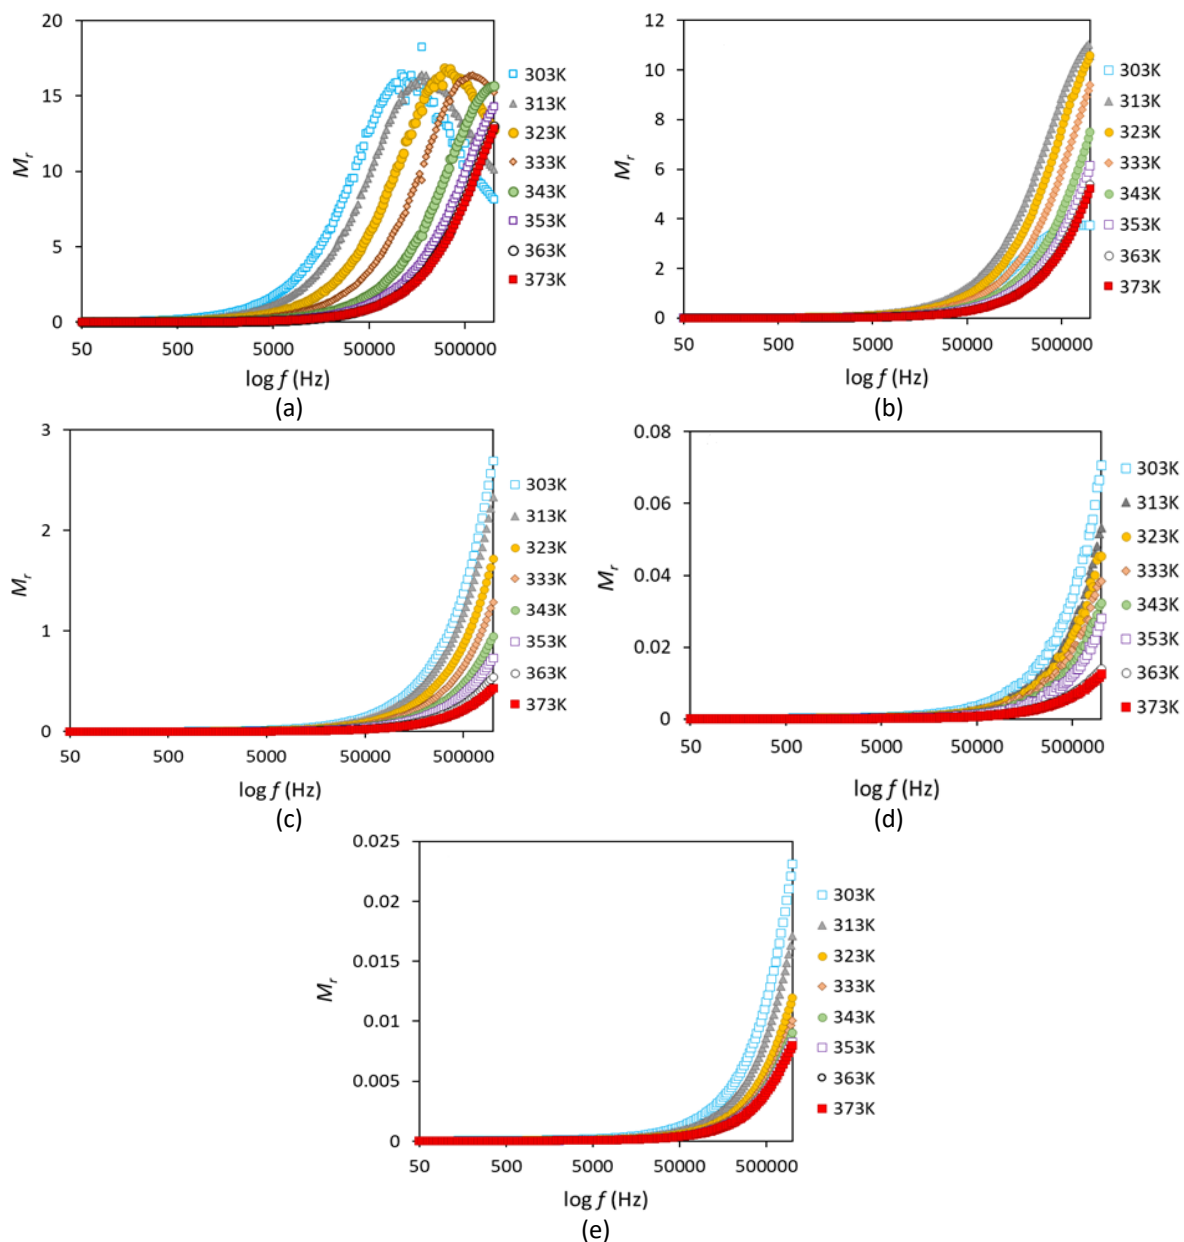 20
15
10
5
0
M_r
50 500 5000 50000 500000
log f (Hz)
303K
313K
323K
333K
343K
353K
363K
373K
(a)
12
10
8
6
4
2
0
M_r
50 500 5000 50000 500000
log f (Hz)
303K
313K
323K
333K
343K
353K
363K
373K
(b)
3
2
1
0
M_r
50 500 5000 50000 500000
log f (Hz)
303K
313K
323K
333K
343K
353K
363K
373K
(c)
0.08
0.06
0.04
0.02
0
M_r
50 500 5000 50000 500000
log f (Hz)
303K
313K
323K
333K
343K
353K
363K
373K
(d)
0.025
0.02
0.015
0.01
0.005
0
M_r
50 500 5000 50000 500000
log f (Hz)
303K
313K
323K
333K
343K
353K
363K
373K
(e)